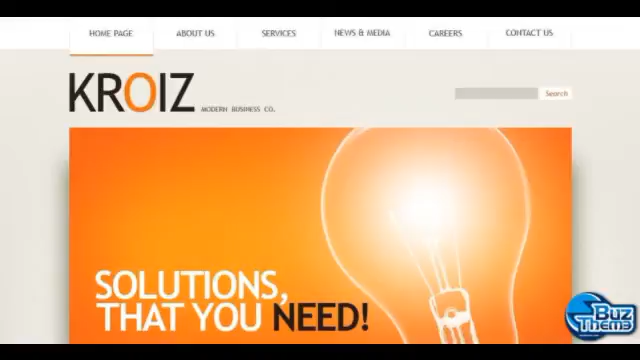 HOME PAGE ABOUT US SERVICES NEWS & MEDIA CAREERS CONTACT US
KROIZ MODERN BUSINESS CO.
Search
SOLUTIONS,
THAT YOU NEED!
Buz
Them3